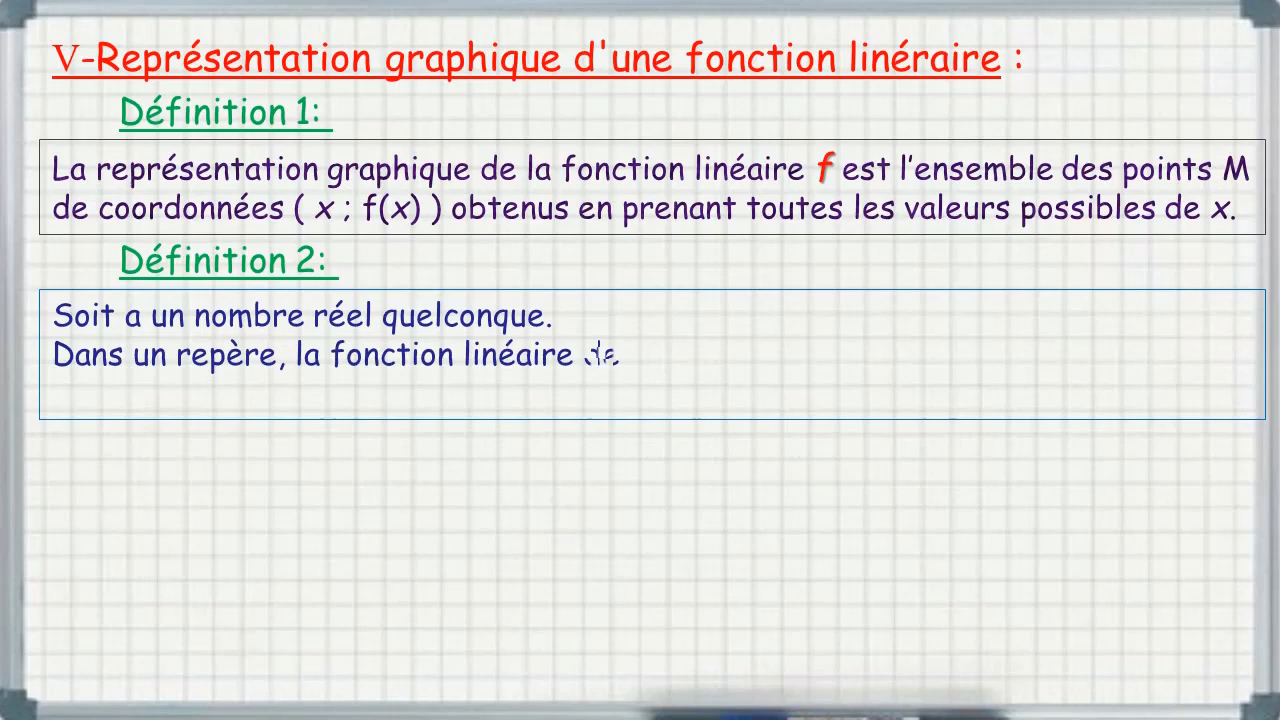 V-Représentation graphique d'une fonction linéraire :
Définition 1:
La représentation graphique de la fonction linéaire f est l’ensemble des points M
de coordonnées ( x ; f(x) ) obtenus en prenant toutes les valeurs possibles de x.
Définition 2:
Soit a un nombre réel quelconque.
Dans un repère, la fonction linéaire de